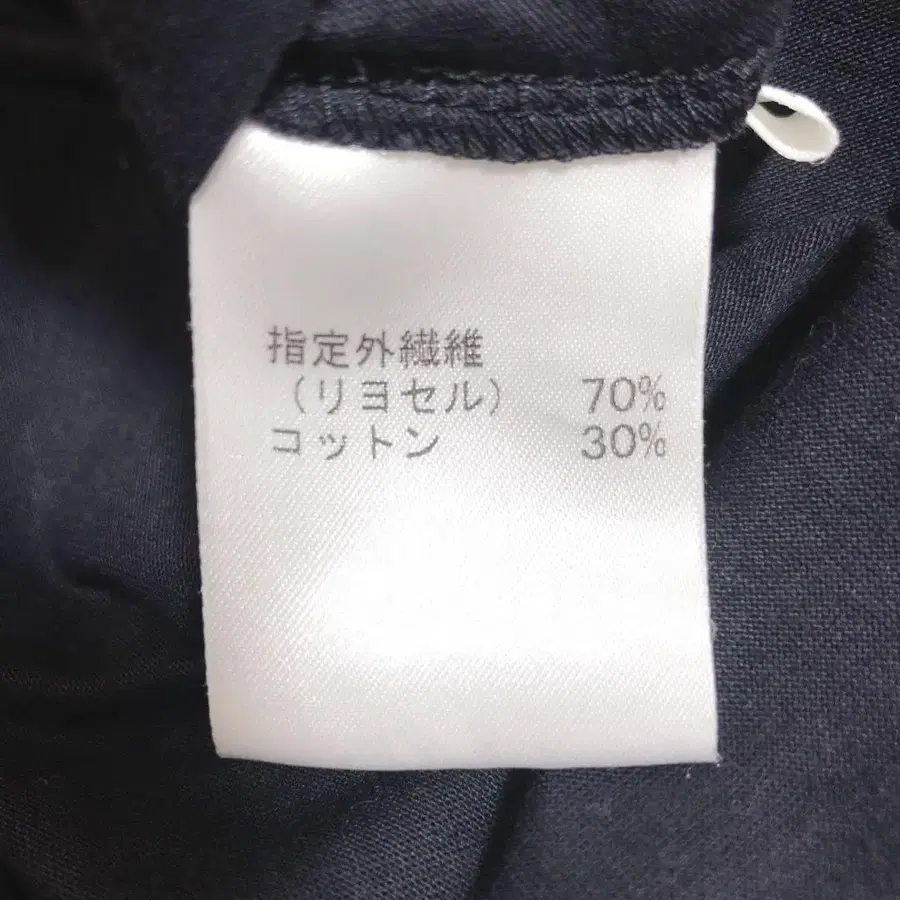 指定外繊維
（リヨセル） 70%
コットン 30%